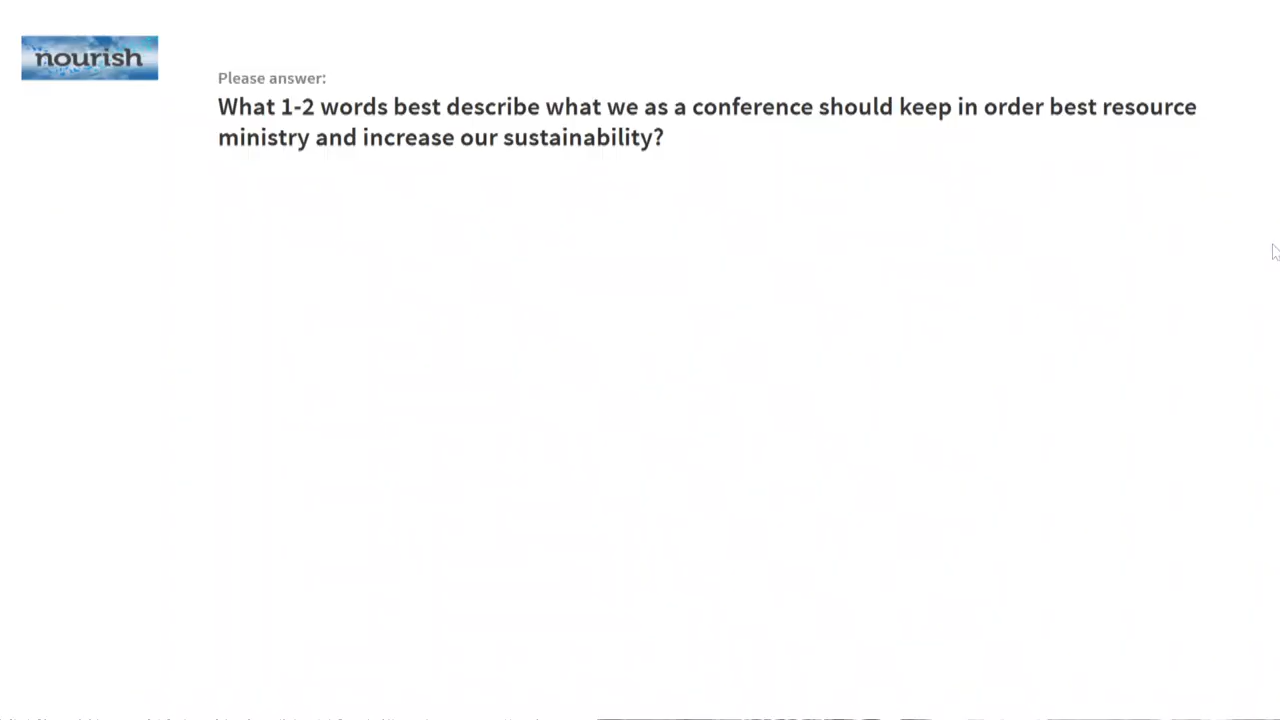 nourish
Please answer:
What 1-2 words best describe what we as a conference should keep in order best resource
ministry and increase our sustainability?